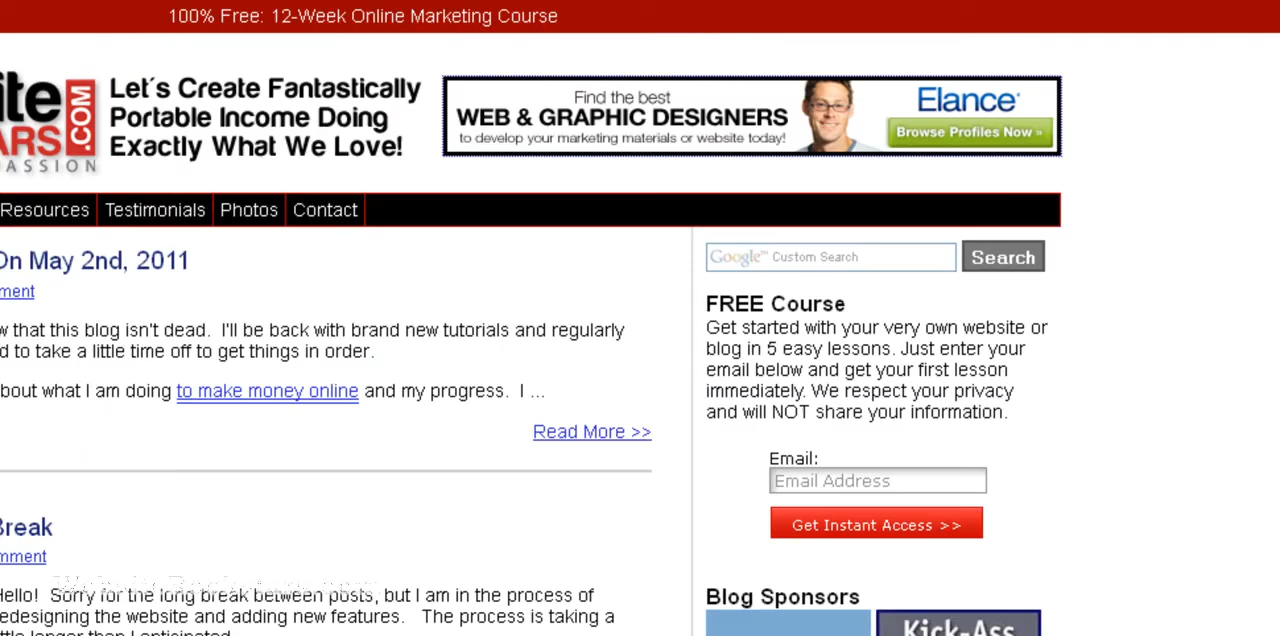 100% Free: 12-Week Online Marketing Course
ite
ARS.COM
PASSION
Let´s Create Fantastically
Portable Income Doing
Exactly What We Love!
Find the best
WEB & GRAPHIC DESIGNERS
to develop your marketing materials or website today!
Elance
Browse Profiles Now »
Resources Testimonials Photos Contact
On May 2nd, 2011
ment
w that this blog isn't dead. I'll be back with brand new tutorials and regularly
d to take a little time off to get things in order.
bout what I am doing to make money online and my progress. I ...
Read More >>
Break
mment
Hello! Sorry for the long break between posts, but I am in the process of
edesigning the website and adding new features. The process is taking a
ttle longer than I anticipated
Google™ Custom Search
Search
FREE Course
Get started with your very own website or
blog in 5 easy lessons. Just enter your
email below and get your first lesson
immediately. We respect your privacy
and will NOT share your information.
Email:
Email Address
Get Instant Access >>
Blog Sponsors
Kick-Ass